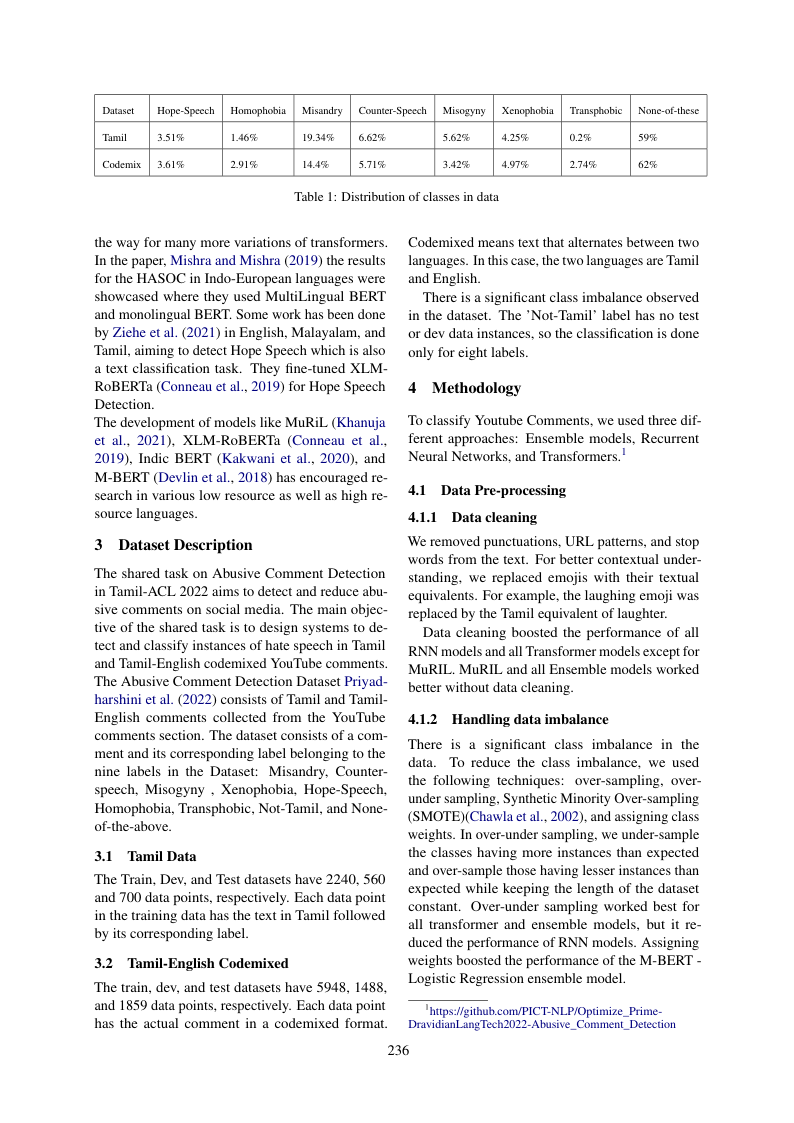 Dataset Hope-Speech Homophobia Misandry Counter-Speech Misogyny Xenophobia Transphobic None-of-these
Tamil 3.51% 1.46% 19.34% 6.62% 5.62% 4.25% 0.2% 59%
Codemix 3.61% 2.91% 14.4% 5.71% 3.42% 4.97% 2.74% 62%
Table 1: Distribution of classes in data
the way for many more variations of transformers.
In the paper, Mishra and Mishra (2019) the results
for the HASOC in Indo-European languages were
showcased where they used MultiLingual BERT
and monolingual BERT. Some work has been done
by Ziehe et al. (2021) in English, Malayalam, and
Tamil, aiming to detect Hope Speech which is also
a text classification task. They fine-tuned XLM-
RoBERTa (Conneau et al., 2019) for Hope Speech
Detection.
The development of models like MuRiL (Khanuja
et al., 2021), XLM-RoBERTa (Conneau et al.,
2019), Indic BERT (Kakwani et al., 2020), and
M-BERT (Devlin et al., 2018) has encouraged re-
search in various low resource as well as high re-
source languages.
3 Dataset Description
The shared task on Abusive Comment Detection
in Tamil-ACL 2022 aims to detect and reduce abu-
sive comments on social media. The main objec-
tive of the shared task is to design systems to de-
tect and classify instances of hate speech in Tamil
and Tamil-English codemixed YouTube comments.
The Abusive Comment Detection Dataset Priyad-
harshini et al. (2022) consists of Tamil and Tamil-
English comments collected from the YouTube
comments section. The dataset consists of a com-
ment and its corresponding label belonging to the
nine labels in the Dataset: Misandry, Counter-
speech, Misogyny , Xenophobia, Hope-Speech,
Homophobia, Transphobic, Not-Tamil, and None-
of-the-above.
3.1 Tamil Data
The Train, Dev, and Test datasets have 2240, 560
and 700 data points, respectively. Each data point
in the training data has the text in Tamil followed
by its corresponding label.
3.2 Tamil-English Codemixed
The train, dev, and test datasets have 5948, 1488,
and 1859 data points, respectively. Each data point
has the actual comment in a codemixed format.
Codemixed means text that alternates between two
languages. In this case, the two languages are Tamil
and English.
There is a significant class imbalance observed
in the dataset. The 'Not-Tamil' label has no test
or dev data instances, so the classification is done
only for eight labels.
4 Methodology
To classify Youtube Comments, we used three dif-
ferent approaches: Ensemble models, Recurrent
Neural Networks, and Transformers.1
4.1 Data Pre-processing
4.1.1 Data cleaning
We removed punctuations, URL patterns, and stop
words from the text. For better contextual under-
standing, we replaced emojis with their textual
equivalents. For example, the laughing emoji was
replaced by the Tamil equivalent of laughter.
Data cleaning boosted the performance of all
RNN models and all Transformer models except for
MuRIL. MuRIL and all Ensemble models worked
better without data cleaning.
4.1.2 Handling data imbalance
There is a significant class imbalance in the
data. To reduce the class imbalance, we used
the following techniques: over-sampling, over-
under sampling, Synthetic Minority Over-sampling
(SMOTE)(Chawla et al., 2002), and assigning class
weights. In over-under sampling, we under-sample
the classes having more instances than expected
and over-sample those having lesser instances than
expected while keeping the length of the dataset
constant. Over-under sampling worked best for
all transformer and ensemble models, but it re-
duced the performance of RNN models. Assigning
weights boosted the performance of the M-BERT -
Logistic Regression ensemble model.
1https://github.com/PICT-NLP/Optimize_Prime-
DravidianLangTech2022-Abusive_Comment_Detection
236